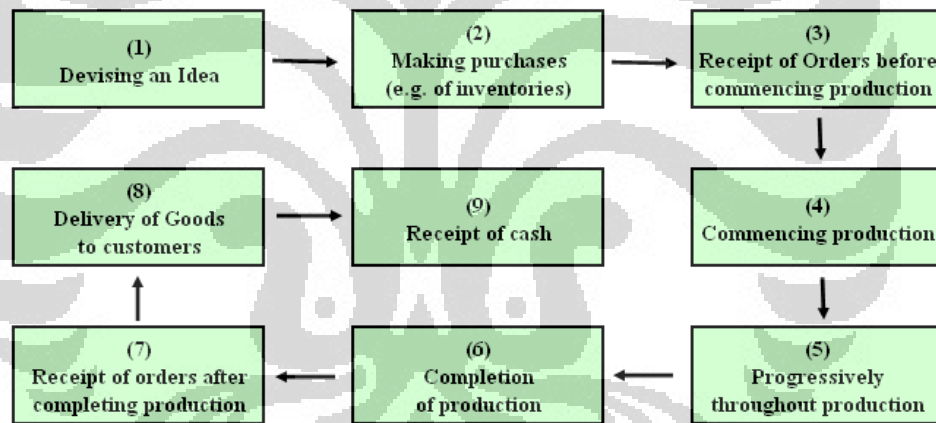 (1)
Devising an Idea
(2)
Making purchases
(e.g. of inventories)
(3)
Receipt of Orders before
commencing production
(4)
Commencing production
(5)
Progressively
throughout production
(6)
Completion
of production
(7)
Receipt of orders after
completing production
(8)
Delivery of Goods
to customers
(9)
Receipt of cash